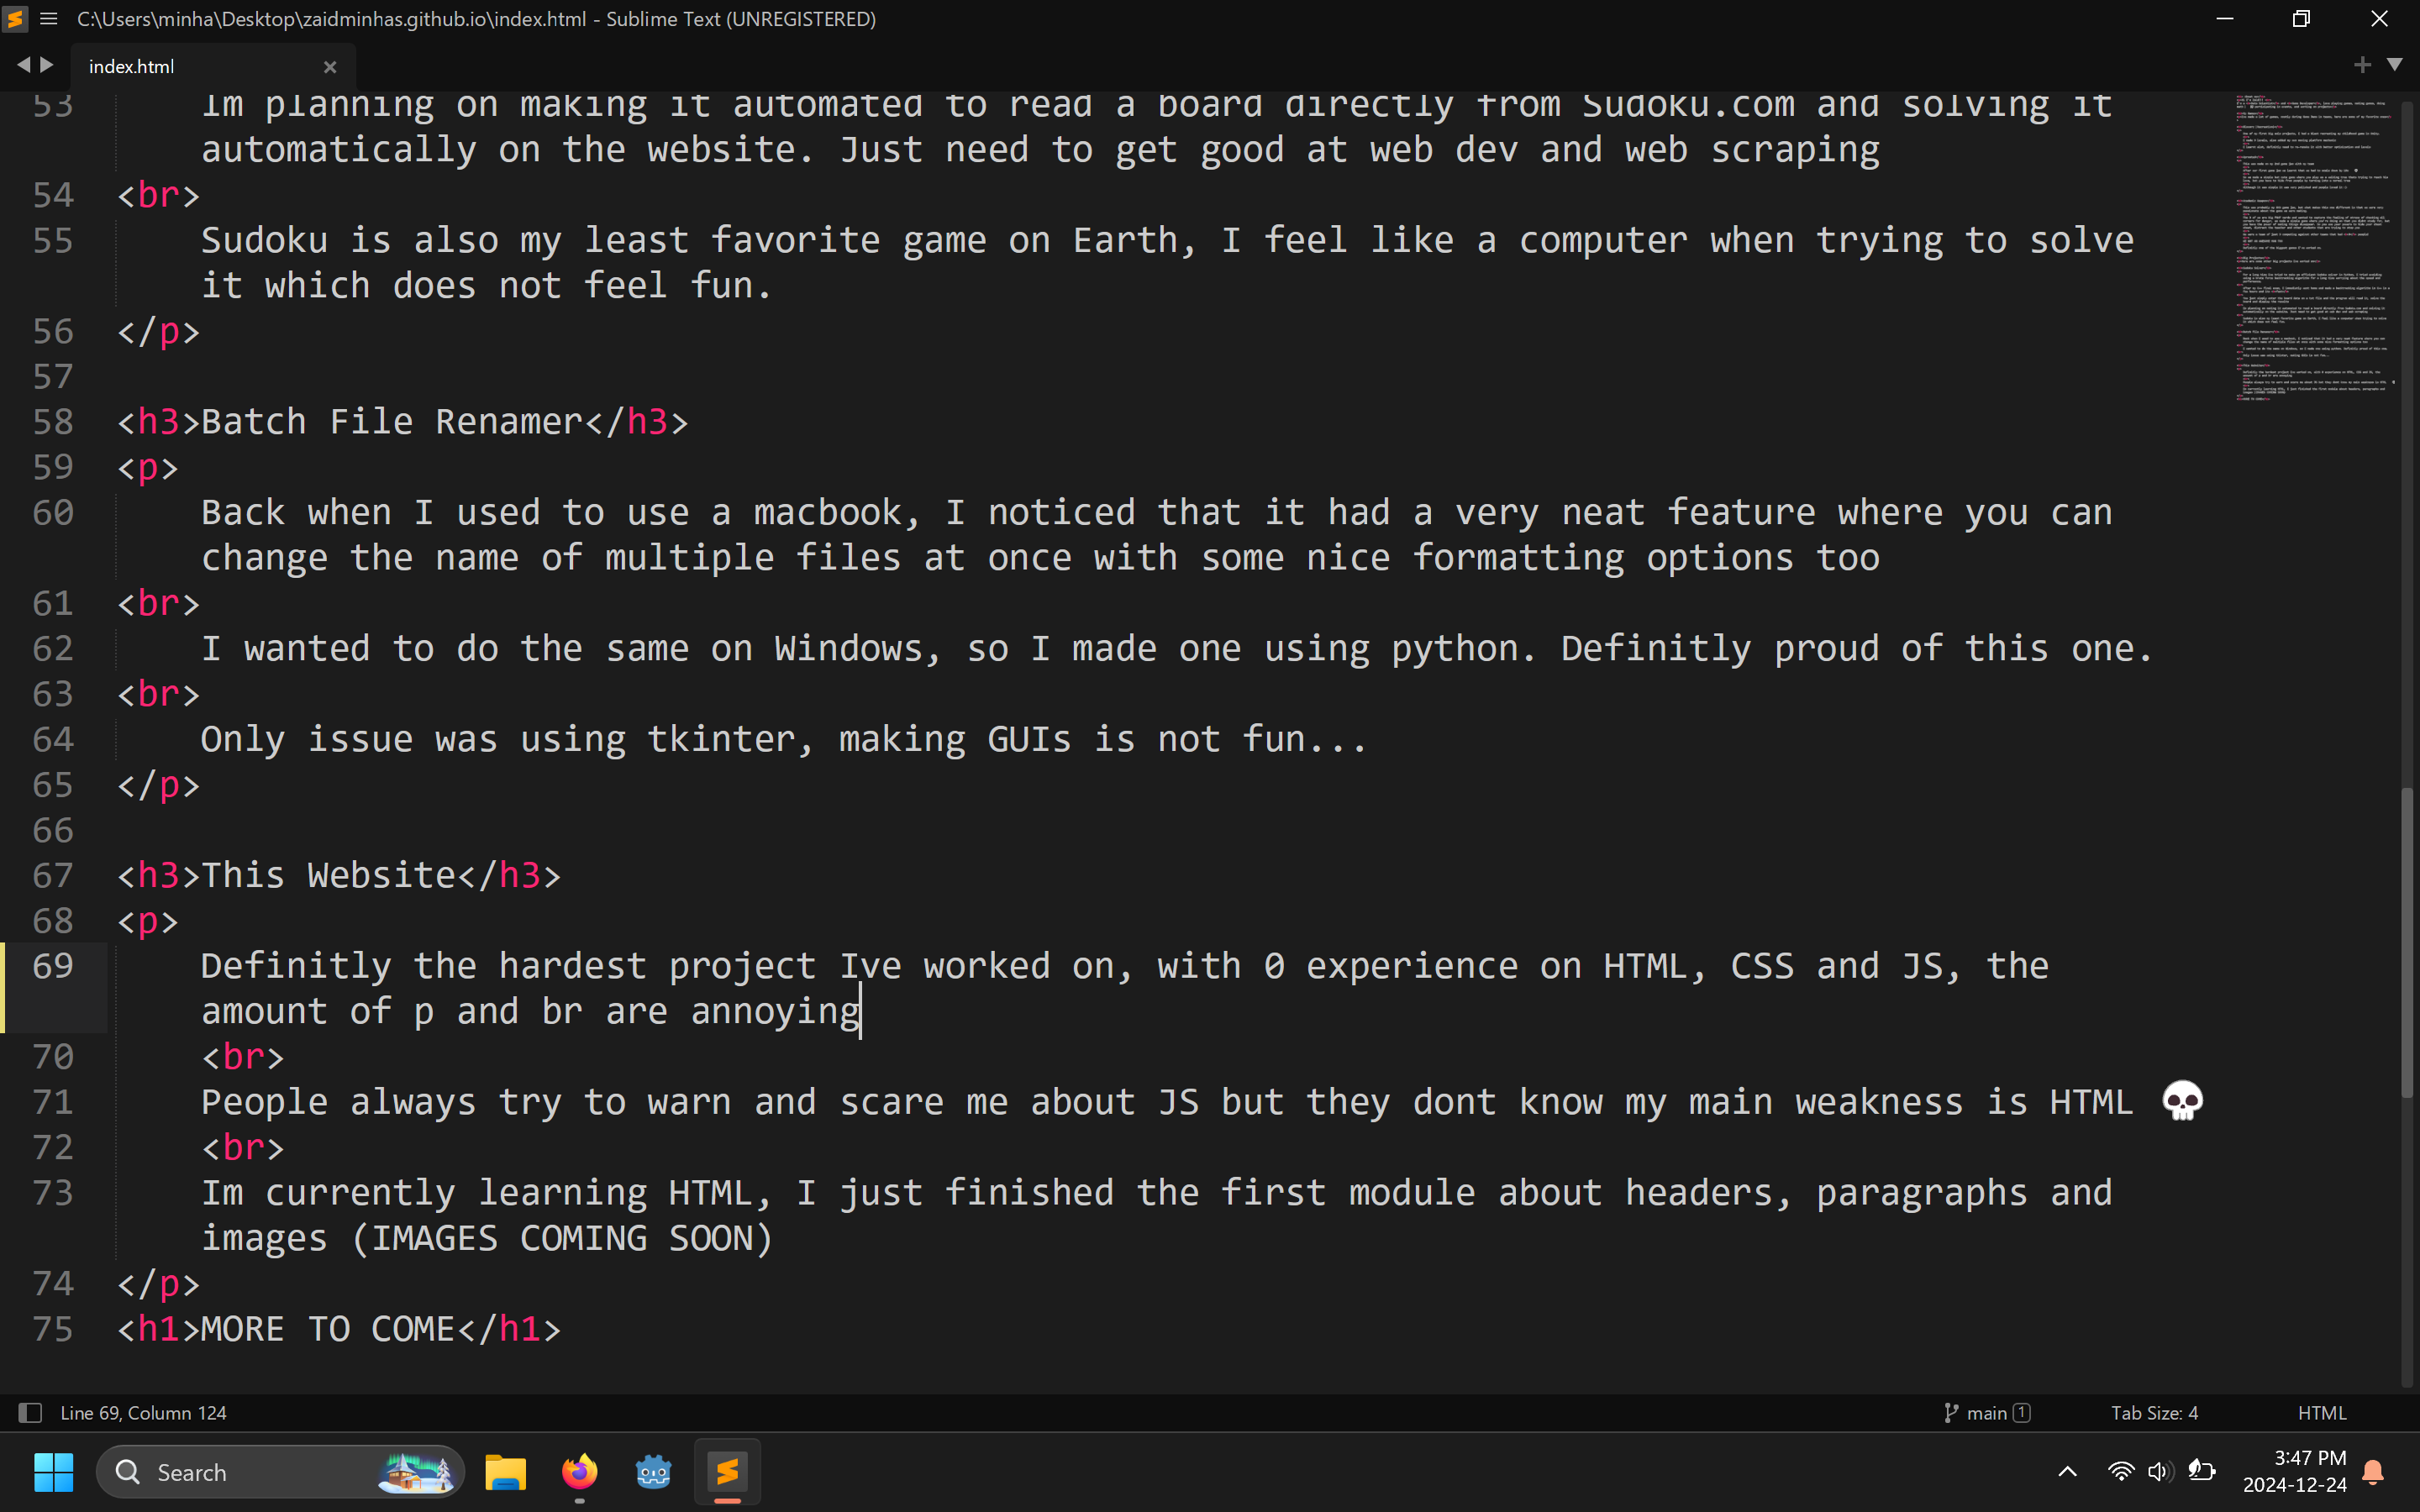 C:\Users\minha\Desktop\zaidminhas.github.io\index.html - Sublime Text (UNREGISTERED)
index.html
53 Im planning on making it automated to read a board directly from Sudoku.com and solving it
automatically on the website. Just need to get good at web dev and web scraping
54 <br>
55 Sudoku is also my least favorite game on Earth, I feel like a computer when trying to solve
it which does not feel fun.
56 </p>
57
58 <h3>Batch File Renamer</h3>
59 <p>
60 Back when I used to use a macbook, I noticed that it had a very neat feature where you can
change the name of multiple files at once with some nice formatting options too
61 <br>
62 I wanted to do the same on Windows, so I made one using python. Definitly proud of this one.
63 <br>
64 Only issue was using tkinter, making GUIs is not fun...
65 </p>
66
67 <h3>This Website</h3>
68 <p>
69 Definitly the hardest project Ive worked on, with 0 experience on HTML, CSS and JS, the
amount of p and br are annoying
70 <br>
71 People always try to warn and scare me about JS but they dont know my main weakness is HTML 💀
72 <br>
73 Im currently learning HTML, I just finished the first module about headers, paragraphs and
images (IMAGES COMING SOON)
74 </p>
75 <h1>MORE TO COME</h1>
Line 69, Column 124
main 1
Tab Size: 4
HTML
Search
3:47 PM
2024-12-24